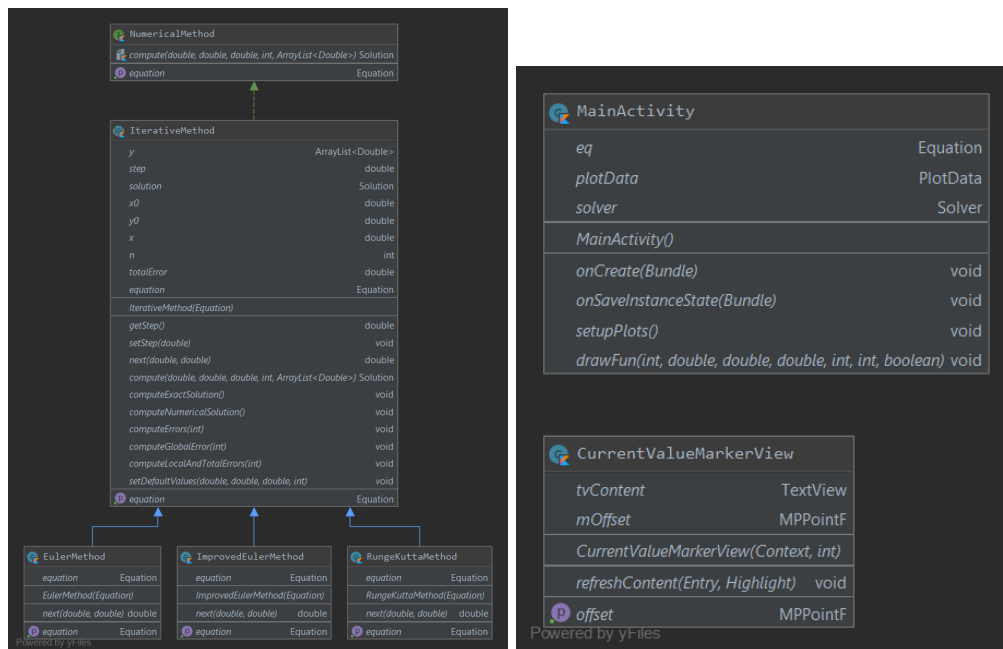 NumericalMethod
compute(double, double, double, int, ArrayList<Double>) Solution
equation Equation
IterativeMethod
y ArrayList<Double>
step double
solution Solution
x0 double
y0 double
x double
n int
totalError double
equation Equation
IterativeMethod(Equation)
getStep() double
setStep(double) void
next(double, double) double
compute(double, double, double, int, ArrayList<Double>) Solution
computeExactSolution() void
computeNumericalSolution() void
computeErrors(int) void
computeGlobalError(int) void
computeLocalAndTotalErrors(int) void
setDefaultValues(double, double, double, int) void
equation Equation
EulerMethod
equation Equation
EulerMethod(Equation)
next(double, double) double
equation Equation
ImprovedEulerMethod
equation Equation
ImprovedEulerMethod(Equation)
next(double, double) double
equation Equation
RungeKuttaMethod
equation Equation
RungeKuttaMethod(Equation)
next(double, double) double
equation Equation
Powered by yFiles
MainActivity
eq Equation
plotData PlotData
solver Solver
MainActivity()
onCreate(Bundle) void
onSaveInstanceState(Bundle) void
setupPlots() void
drawFun(int, double, double, double, int, int, boolean) void
CurrentValueMarkerView
tvContent TextView
mOffset MPPointF
CurrentValueMarkerView(Context, int)
refreshContent(Entry, Highlight) void
offset MPPointF
Powered by yFiles